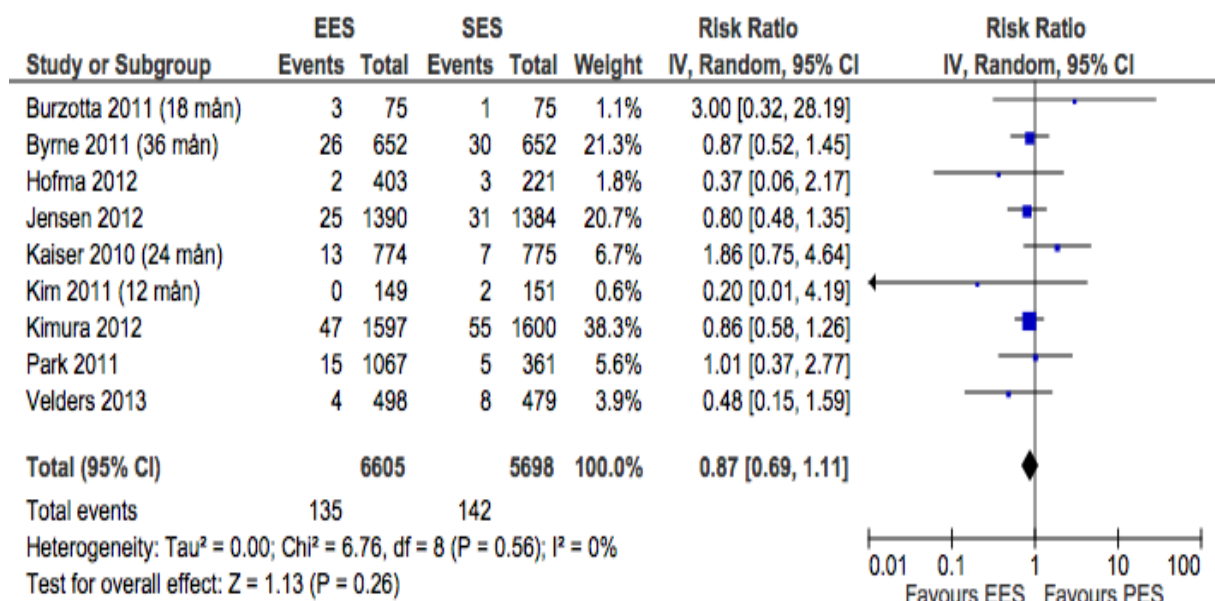 EES SES Risk Ratio Risk Ratio
Study or Subgroup Events Total Events Total Weight IV, Random, 95% CI IV, Random, 95% CI
Burzotta 2011 (18 mån) 3 75 1 75 1.1% 3.00 [0.32, 28.19]
Byrne 2011 (36 mån) 26 652 30 652 21.3% 0.87 [0.52, 1.45]
Hofma 2012 2 403 3 221 1.8% 0.37 [0.06, 2.17]
Jensen 2012 25 1390 31 1384 20.7% 0.80 [0.48, 1.35]
Kaiser 2010 (24 mån) 13 774 7 775 6.7% 1.86 [0.75, 4.64]
Kim 2011 (12 mån) 0 149 2 151 0.6% 0.20 [0.01, 4.19]
Kimura 2012 47 1597 55 1600 38.3% 0.86 [0.58, 1.26]
Park 2011 15 1067 5 361 5.6% 1.01 [0.37, 2.77]
Velders 2013 4 498 8 479 3.9% 0.48 [0.15, 1.59]
Total (95% CI) 6605 5698 100.0% 0.87 [0.69, 1.11]
Total events 135 142
Heterogeneity: Tau² = 0.00; Chi² = 6.76, df = 8 (P = 0.56); I² = 0%
Test for overall effect: Z = 1.13 (P = 0.26)
0.01 0.1 1 10 100
Favours EES Favours PES